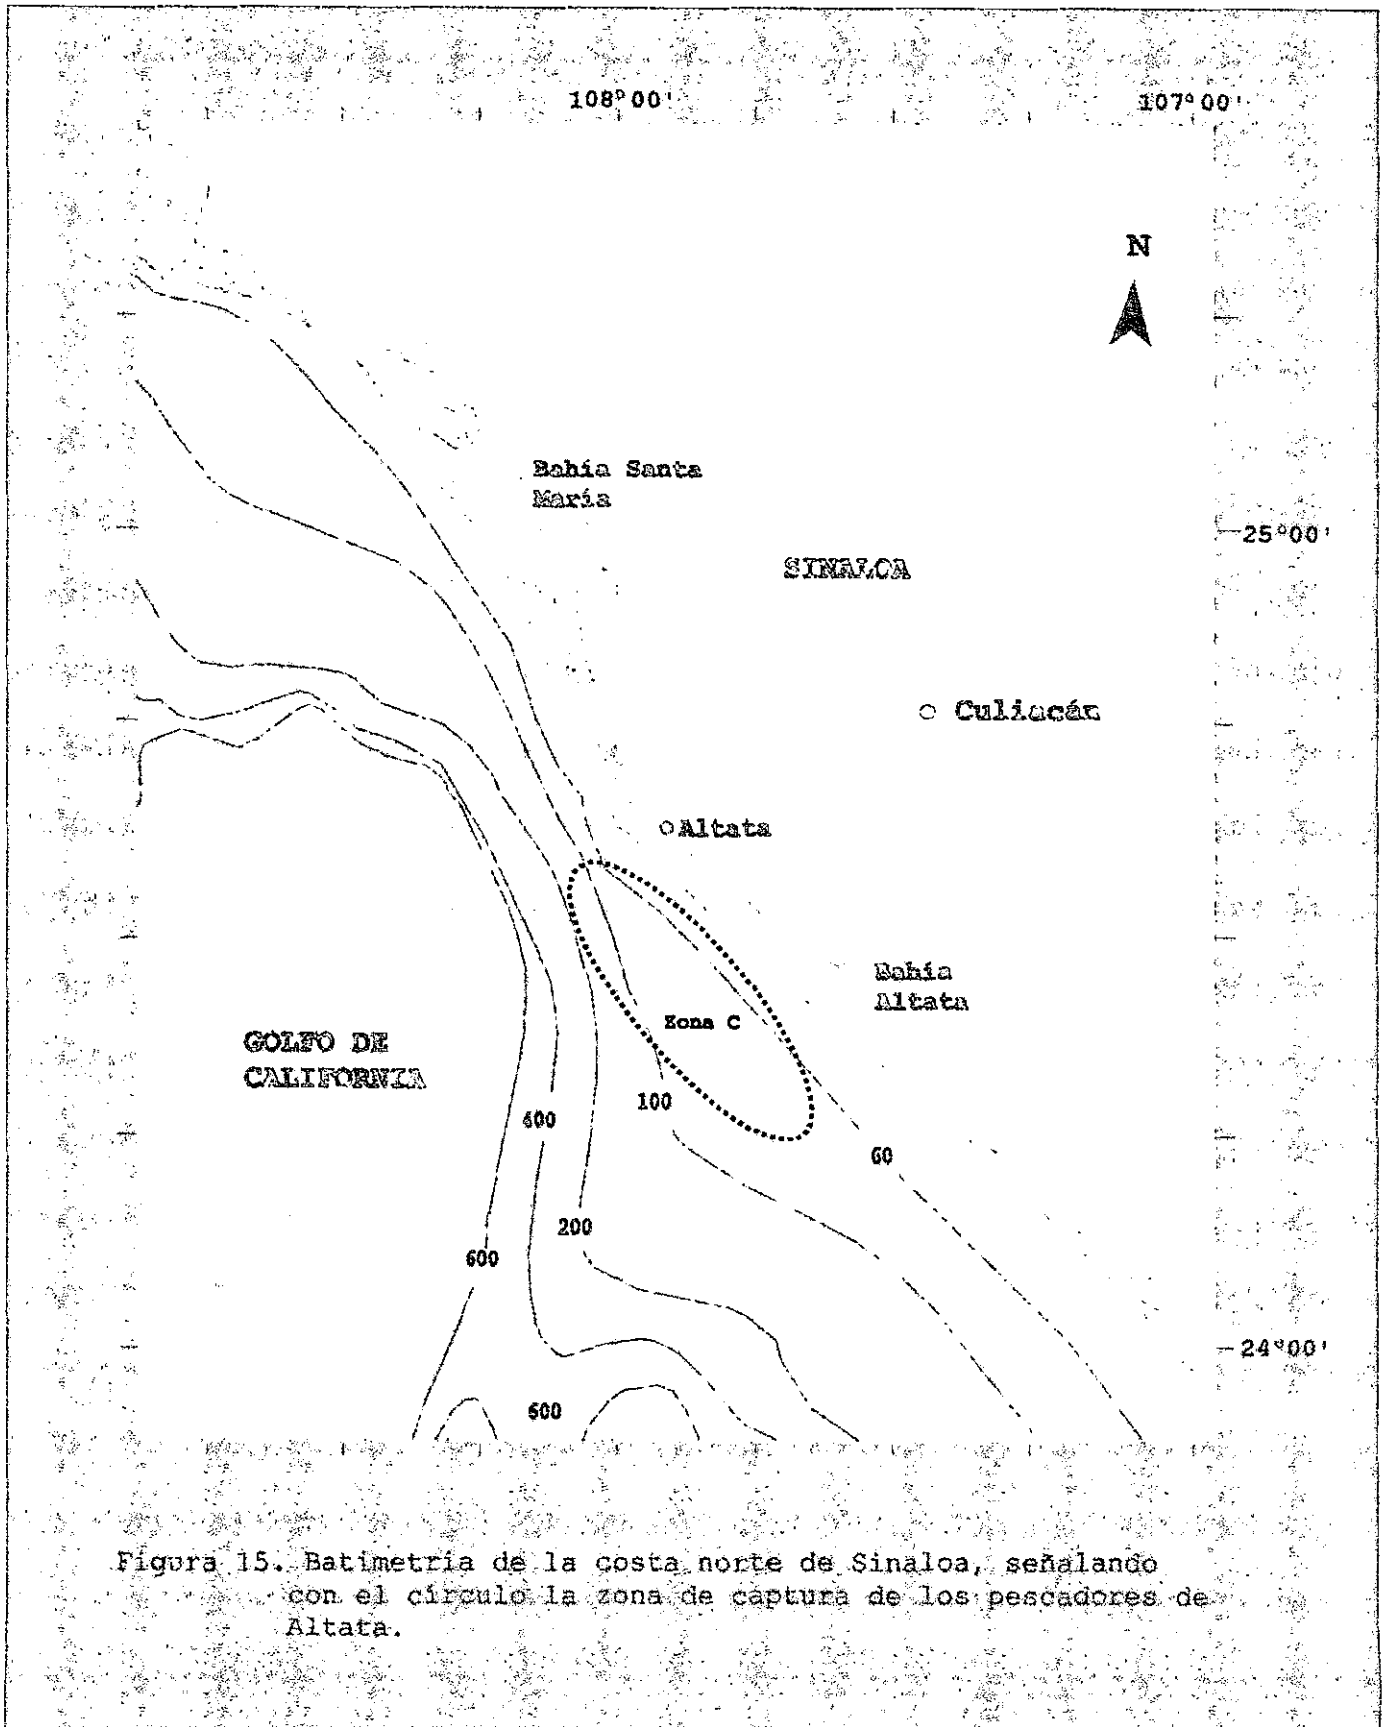 108°00'
107°00'
N
Bahía Santa
María
25°00'
SINALOA
Culiacán
Altata
Bahía
Altata
Zona C
GOLFO DE
CALIFORNIA
100
400
60
200
600
24°00'
600
Figura 15. Batimetría de la costa norte de Sinaloa, señalando
con el círculo la zona de captura de los pescadores de
Altata.